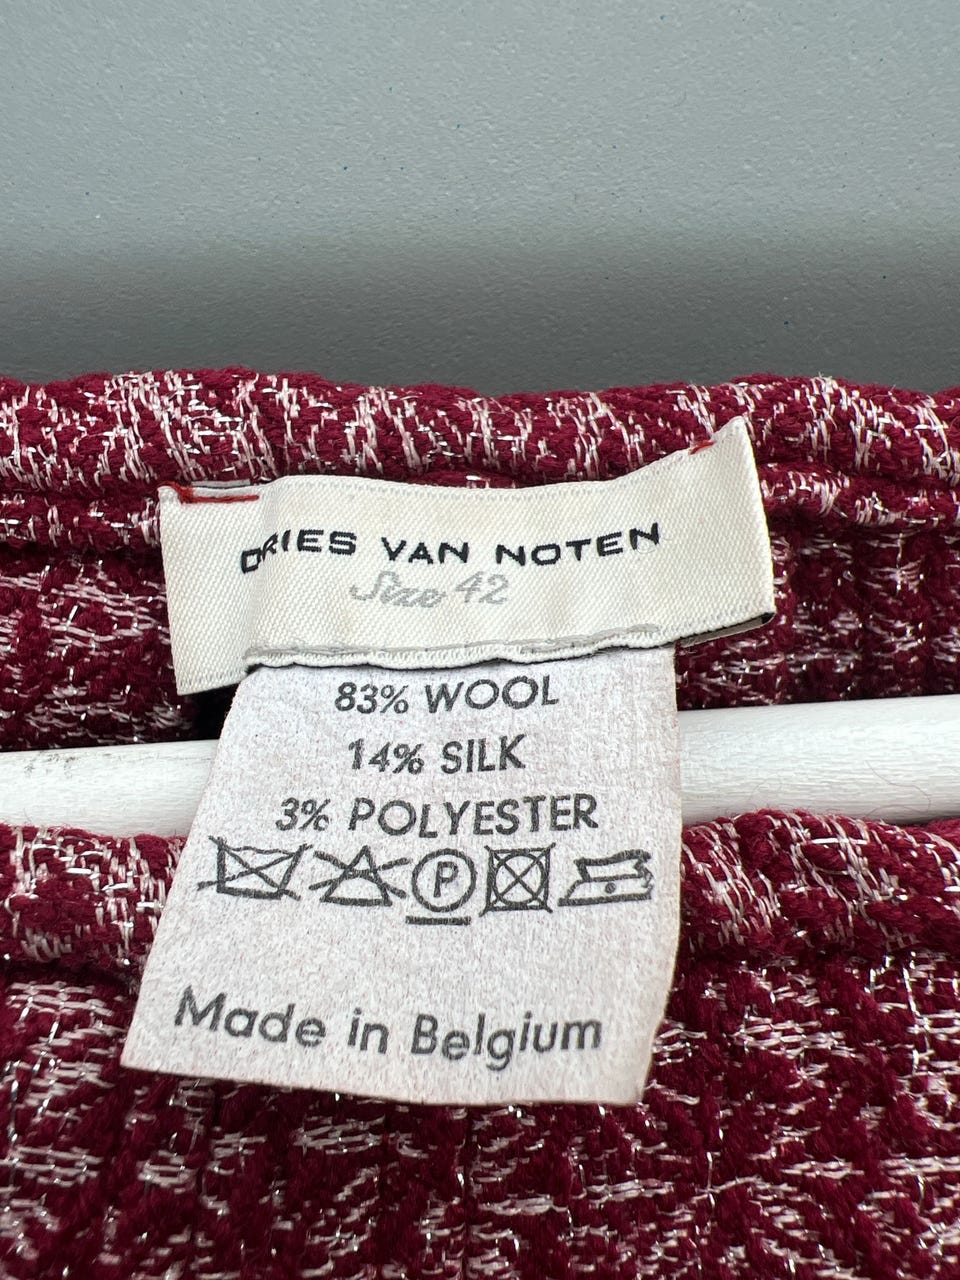 DRIES VAN NOTEN
Size 42
83% WOOL
14% SILK
3% POLYESTER
P
Made in Belgium